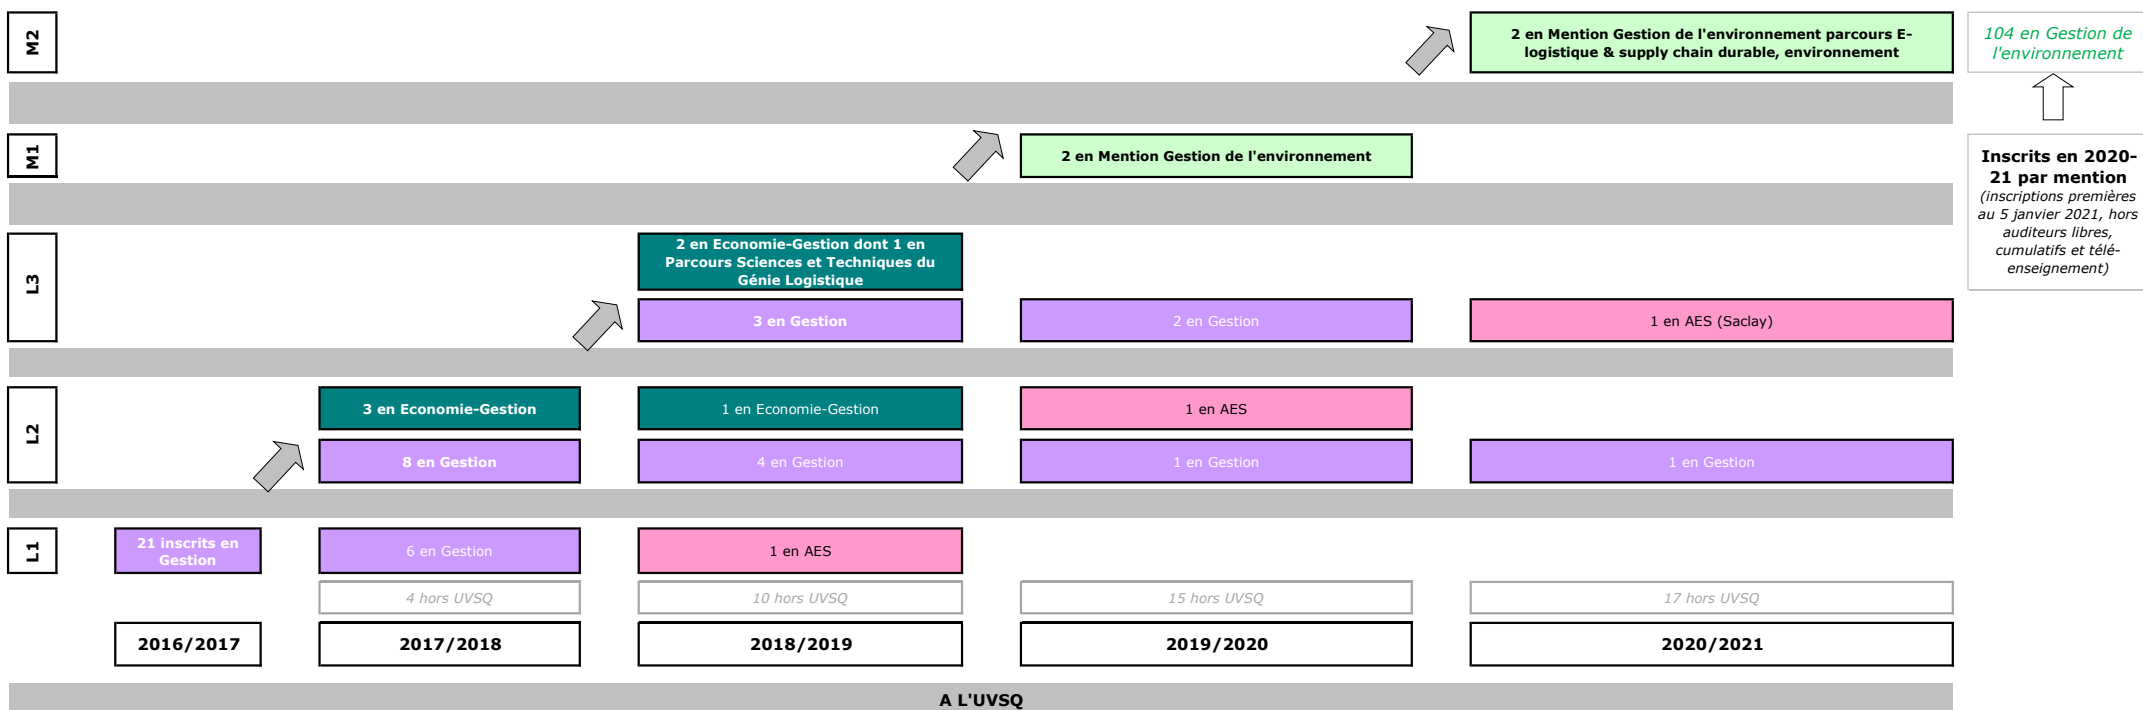 M2
2 en Mention Gestion de l'environnement parcours E-
logistique & supply chain durable, environnement
104 en Gestion de
l'environnement
M1
2 en Mention Gestion de l'environnement
Inscrits en 2020-
21 par mention
(inscriptions premières
au 5 janvier 2021, hors
auditeurs libres,
cumulatifs et télé-
enseignement)
L3
2 en Economie-Gestion dont 1 en
Parcours Sciences et Techniques du
Génie Logistique
3 en Gestion
2 en Gestion
1 en AES (Saclay)
L2
3 en Economie-Gestion
1 en Economie-Gestion
1 en AES
8 en Gestion
4 en Gestion
1 en Gestion
1 en Gestion
L1
21 inscrits en
Gestion
6 en Gestion
1 en AES
4 hors UVSQ
10 hors UVSQ
15 hors UVSQ
17 hors UVSQ
2016/2017
2017/2018
2018/2019
2019/2020
2020/2021
A L'UVSQ